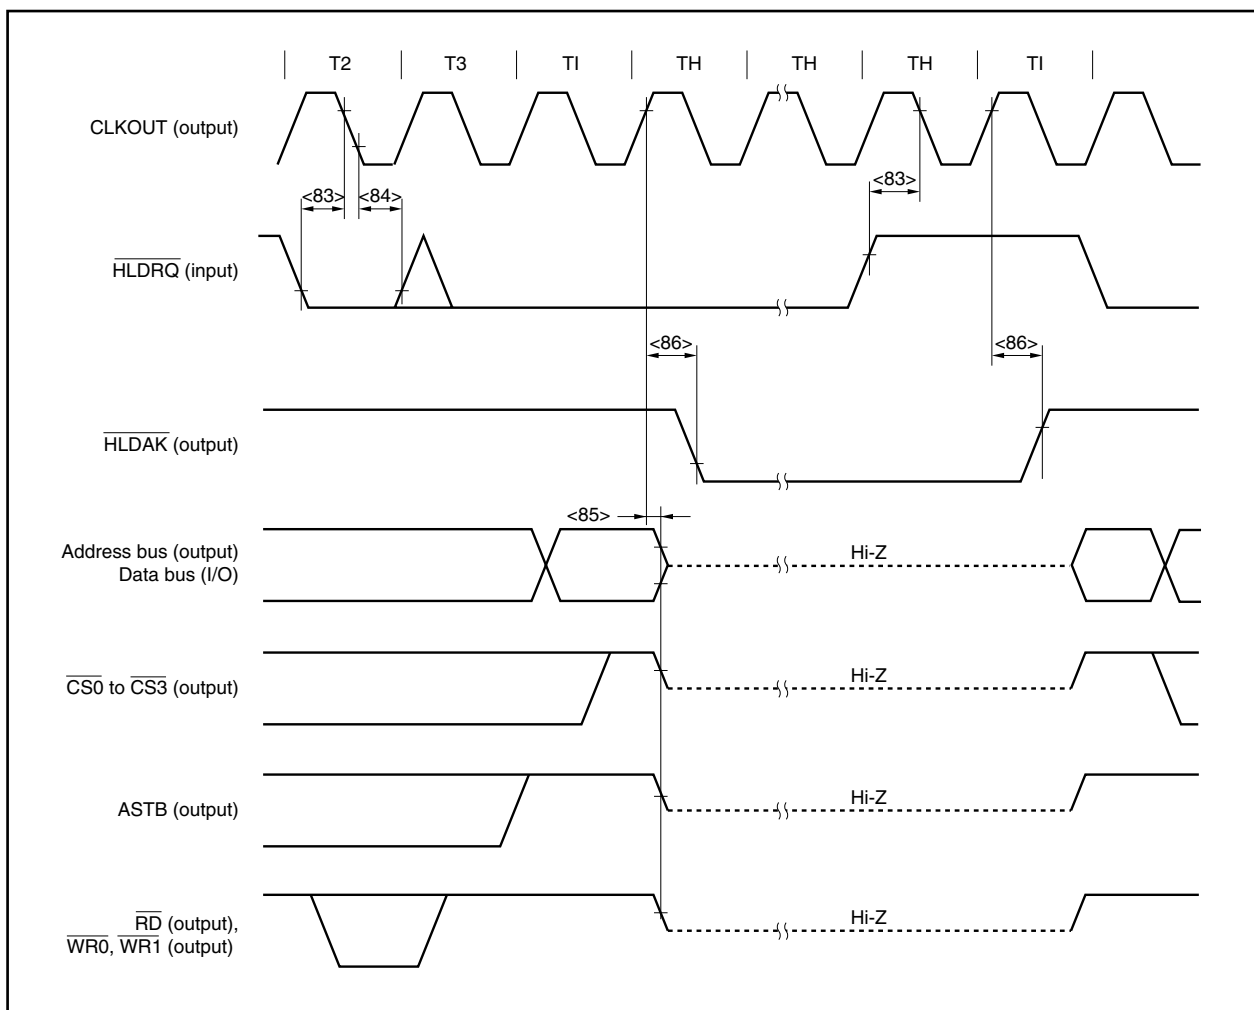 T2 T3 TI TH TH TH TI
CLKOUT (output)
<83> <84> <83>
HLDRQ (input)
<86> <86>
HLDAK (output)
<85>
Address bus (output)
Data bus (I/O)
Hi-Z
CS0 to CS3 (output)
Hi-Z
ASTB (output)
Hi-Z
RD (output),
WR0, WR1 (output)
Hi-Z